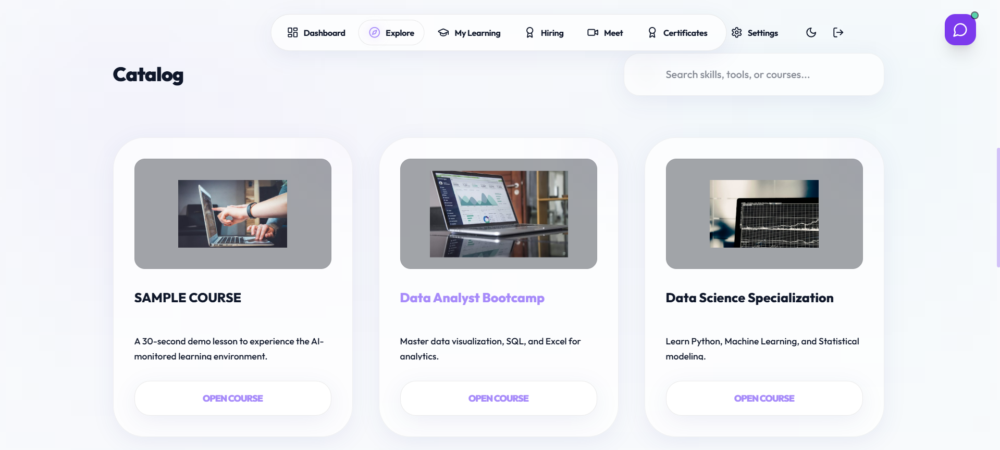 Dashboard Explore My Learning Hiring Meet Certificates Settings
Catalog
Search skills, tools, or courses...
SAMPLE COURSE
A 30-second demo lesson to experience the AI-
monitored learning environment.
OPEN COURSE
Data Analyst Bootcamp
Master data visualization, SQL, and Excel for
analytics.
OPEN COURSE
Data Science Specialization
Learn Python, Machine Learning, and Statistical
modeling.
OPEN COURSE